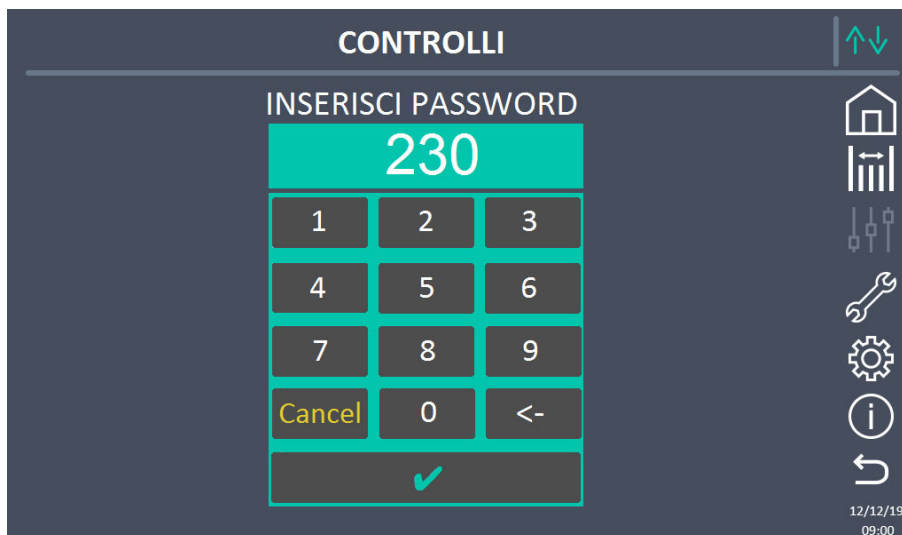 CONTROLLI
INSERISCI PASSWORD
230
1 2 3
4 5 6
7 8 9
Cancel 0 <-
✔
12/12/19
09:00